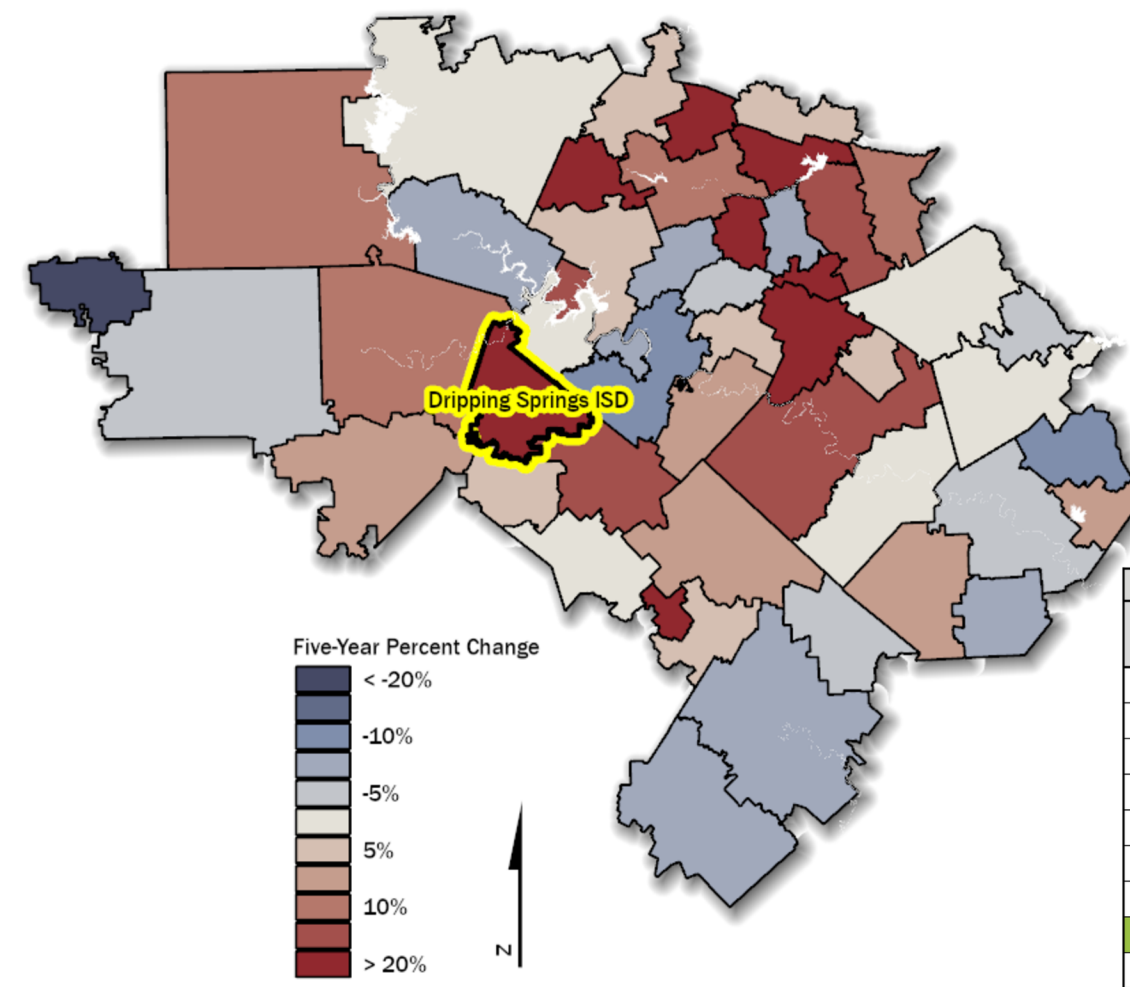 Dripping Springs ISD
Five-Year Percent Change
< -20%
-10%
-5%
5%
10%
> 20%
N